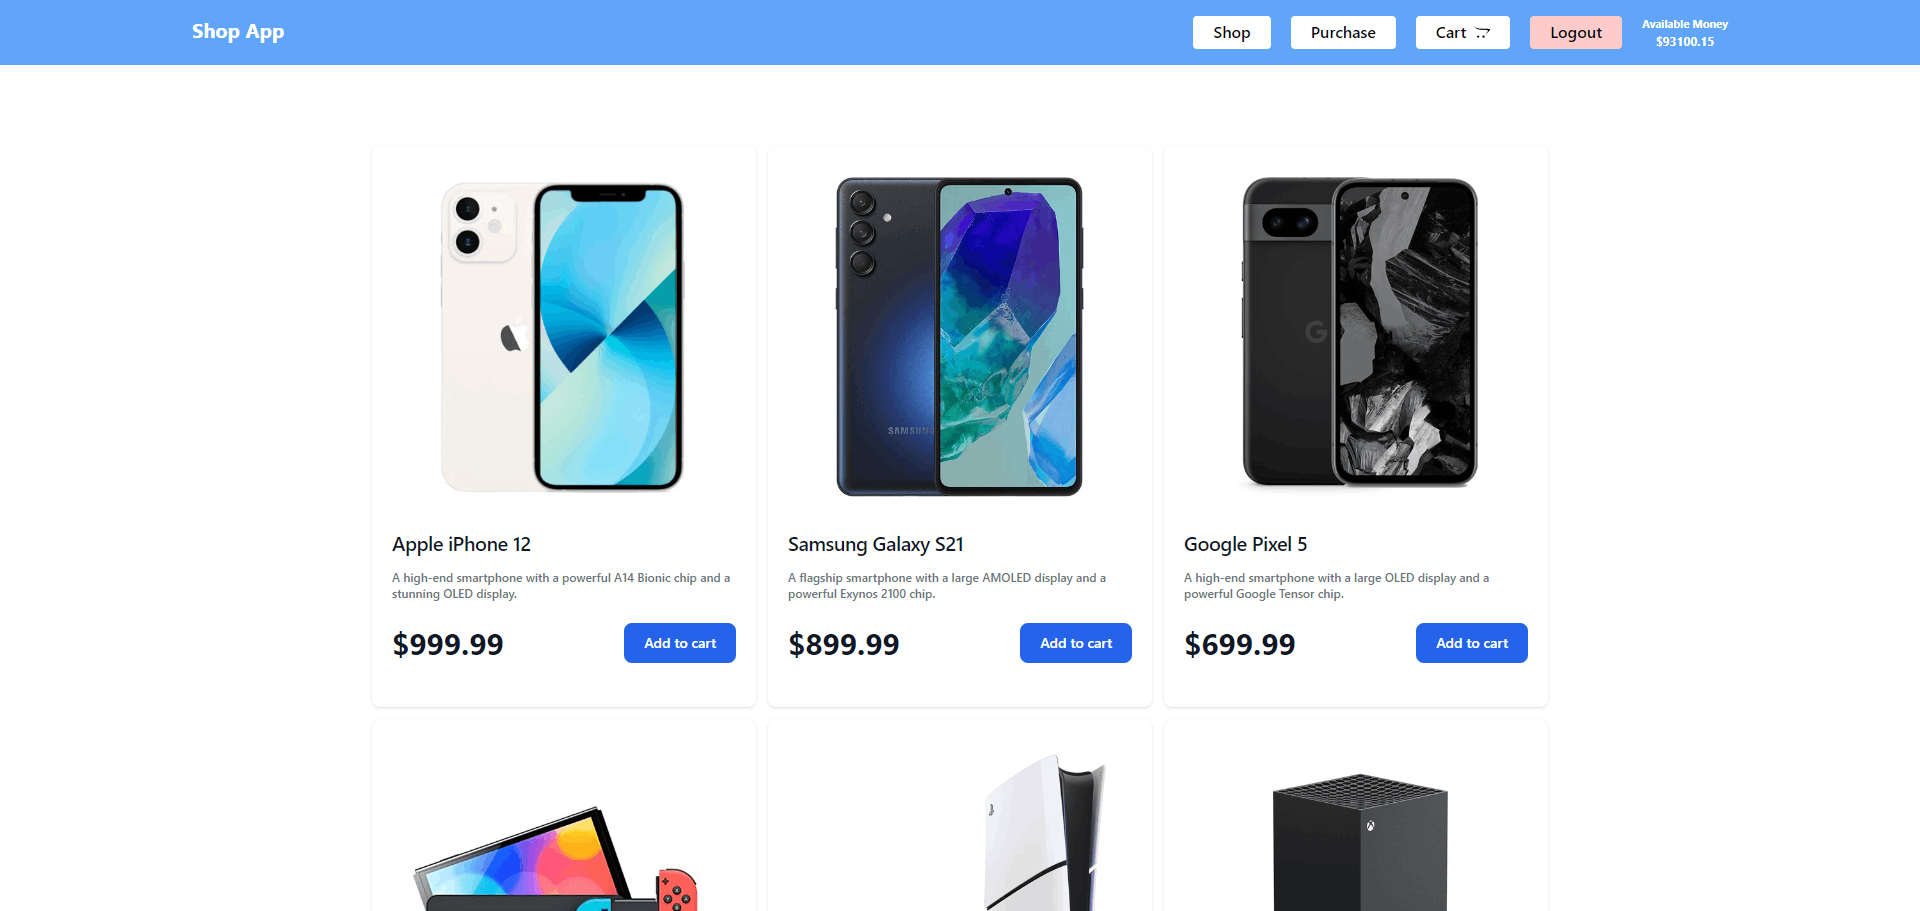 Shop App
Shop
Purchase
Cart
Logout
Available Money
$93100.15
SAMSUNG
G
Apple iPhone 12
A high-end smartphone with a powerful A14 Bionic chip and a
stunning OLED display.
$999.99
Add to cart
Samsung Galaxy S21
A flagship smartphone with a large AMOLED display and a
powerful Exynos 2100 chip.
$899.99
Add to cart
Google Pixel 5
A high-end smartphone with a large OLED display and a
powerful Google Tensor chip.
$699.99
Add to cart